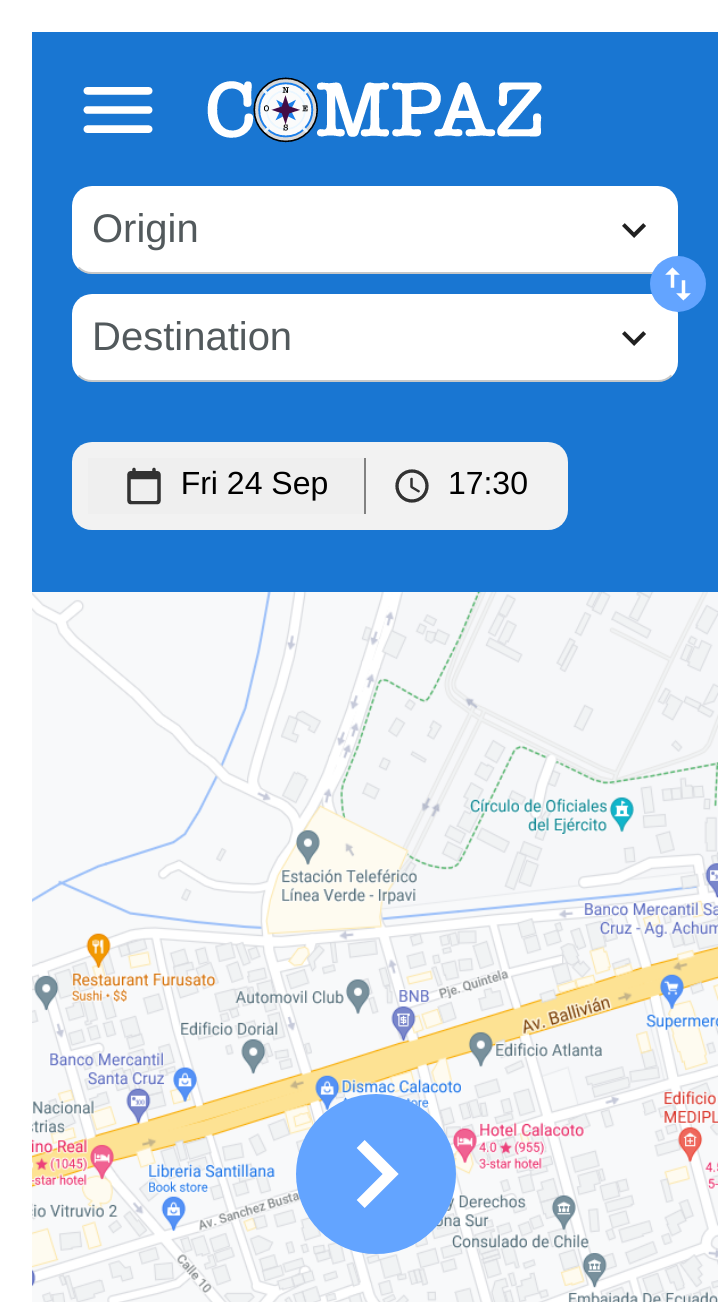 COMPAZ
N
O
E
S
Origin
Destination
Fri 24 Sep
17:30
Círculo de Oficiales
del Ejército
Estación Teleférico
Línea Verde - Irpavi
Banco Mercantil Sa
Cruz - Ag. Achum
Restaurant Furusato
Sushi • $$
Automovil Club
BNB
Pje. Quintela
Av. Ballivián
Edificio Dorial
Supermerc
Edificio Atlanta
Banco Mercantil
Santa Cruz
Dismac Calacoto
ore
Nacional
strias
Edificio
MEDIPL
Hotel Calacoto
4.0 ★ (955)
3-star hotel
ino Real
★ (1045)
-star hotel
4.
5-
Libreria Santillana
Book store
io Vitruvio 2
Av. Sanchez Busta
y Derechos
ona Sur
Consulado de Chile
Calle 10
Embajada De Ecuado